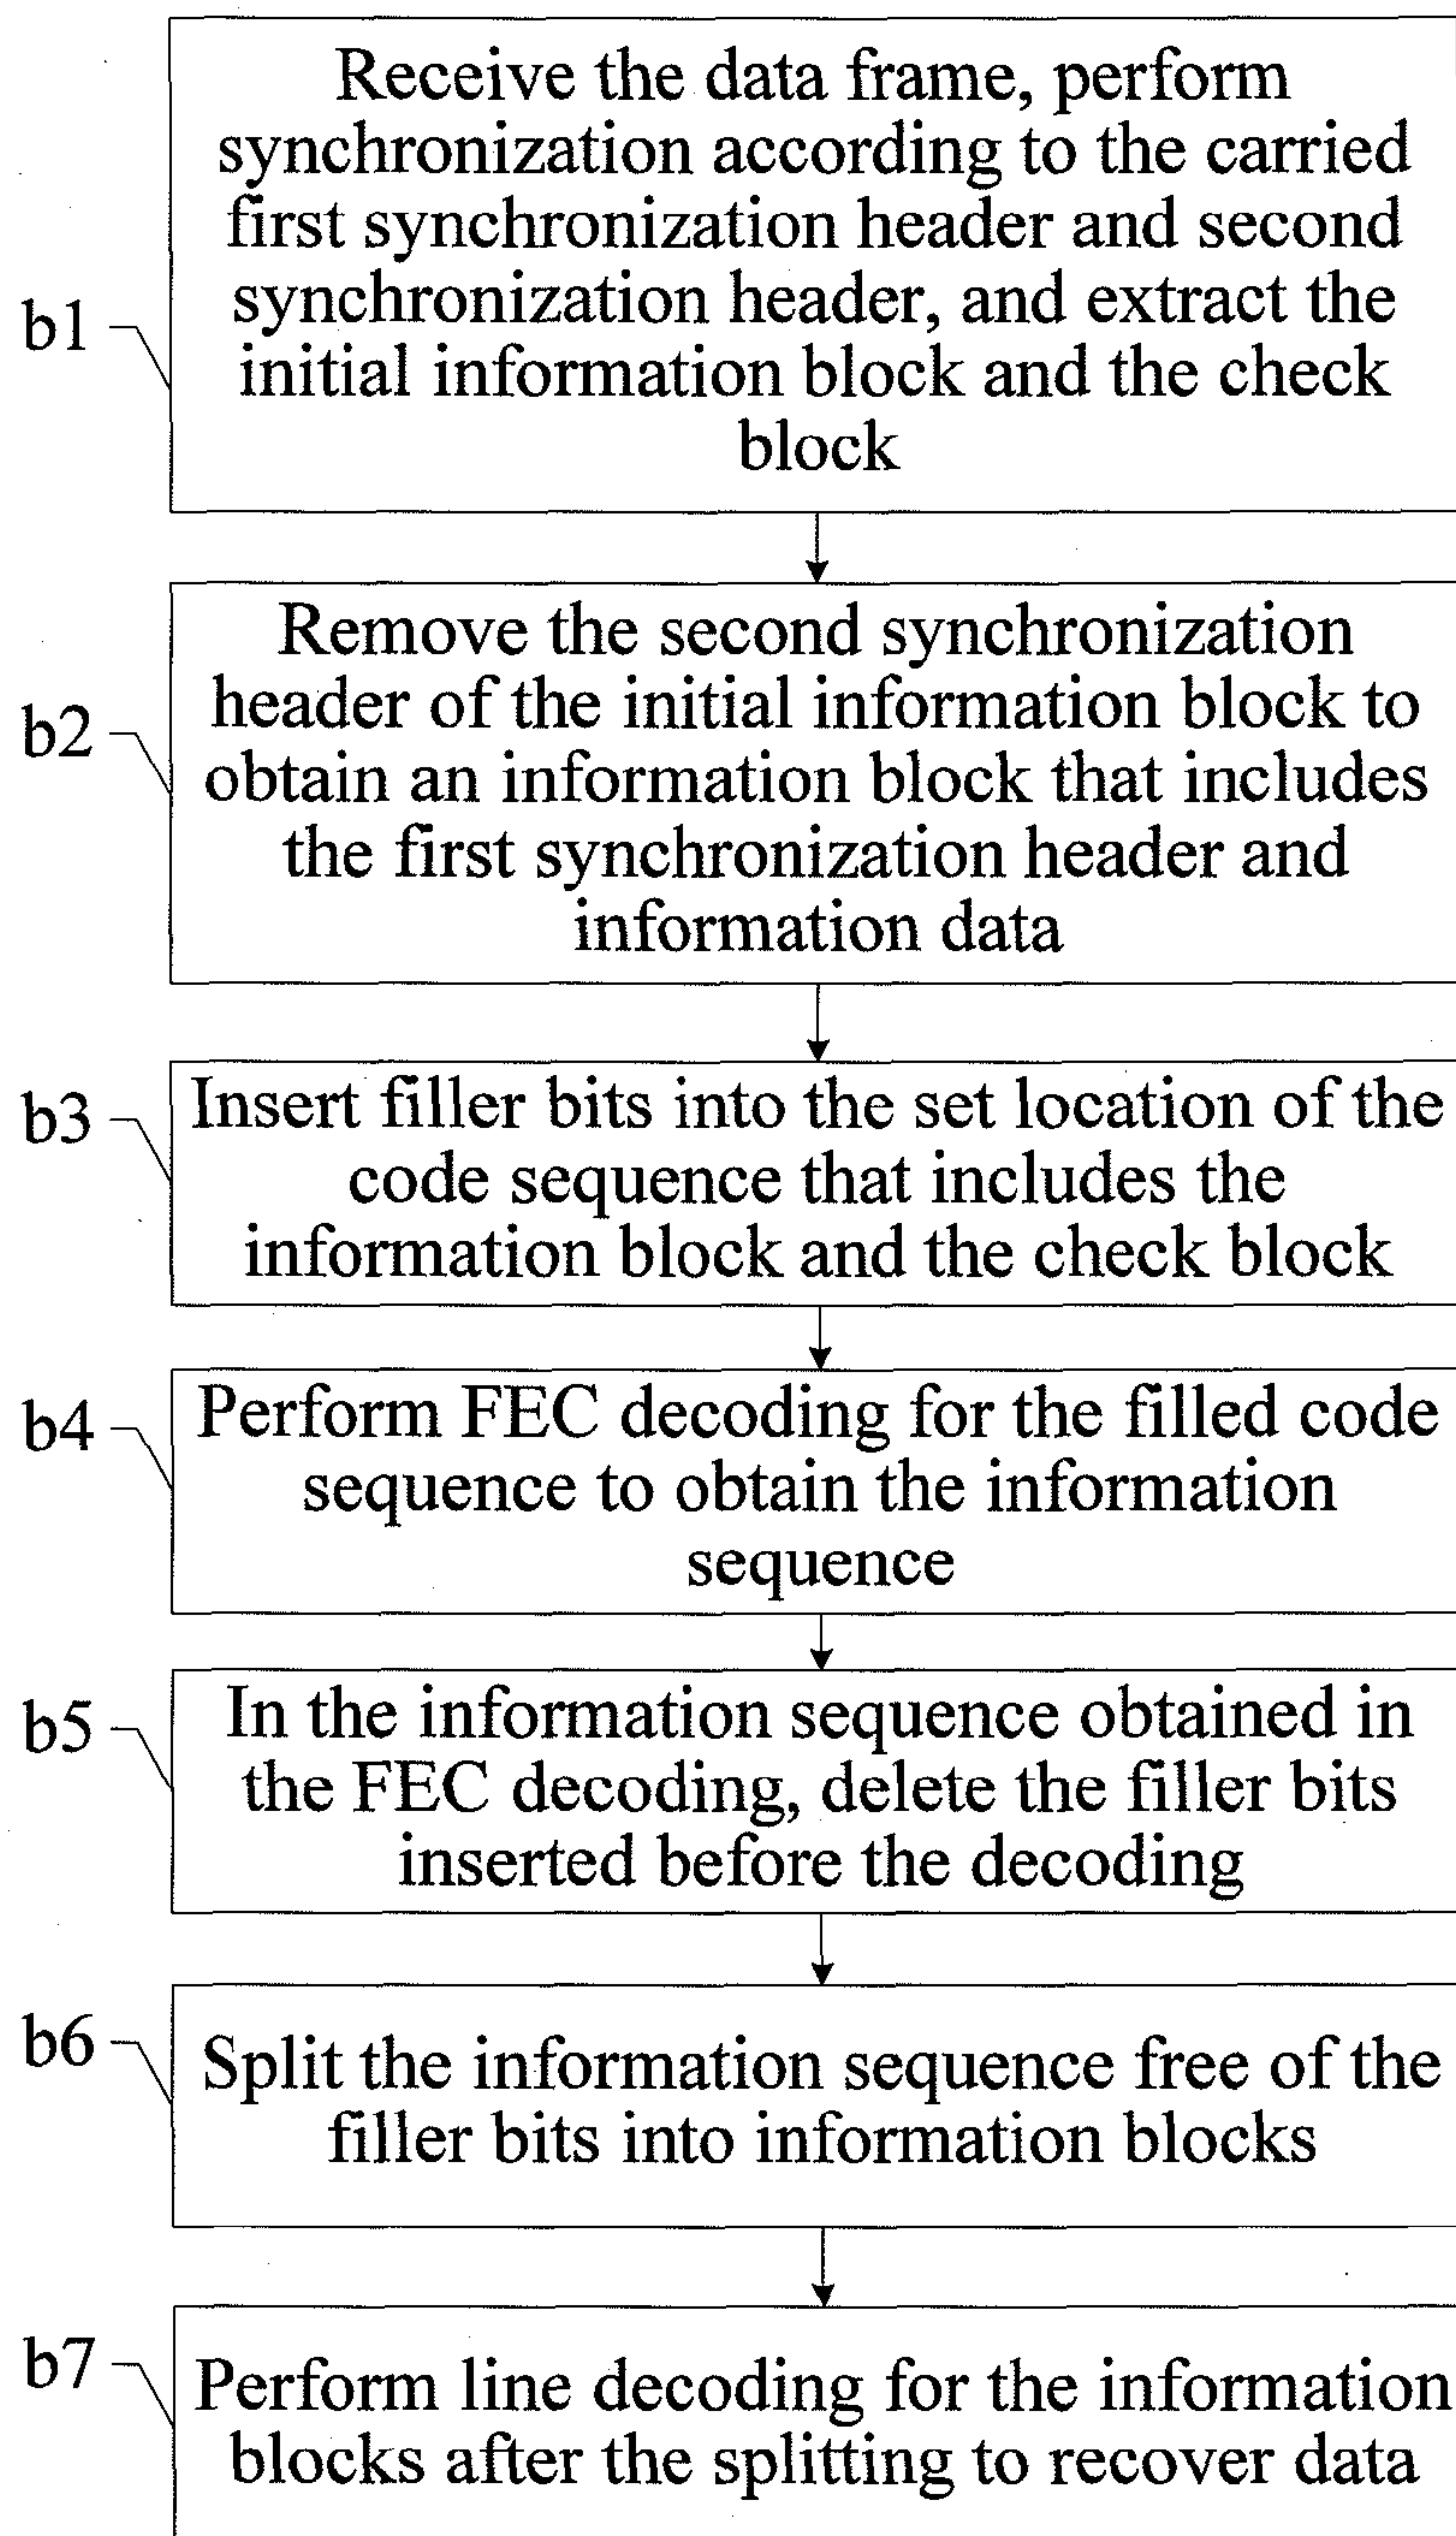 Receive the data frame, perform
synchronization according to the carried
first synchronization header and second
synchronization header, and extract the
b1
initial information block and the check
block
Remove the second synchronization
header of the initial information block to
b2
obtain an information block that includes
the first synchronization header and
information data
b3
Insert filler bits into the set location of the
code sequence that includes the
information block and the check block
b4
Perform FEC decoding for the filled code
sequence to obtain the information
sequence
b5
In the information sequence obtained in
the FEC decoding, delete the filler bits
inserted before the decoding
b6
Split the information sequence free of the
filler bits into information blocks
b7
Perform line decoding for the information
blocks after the splitting to recover data